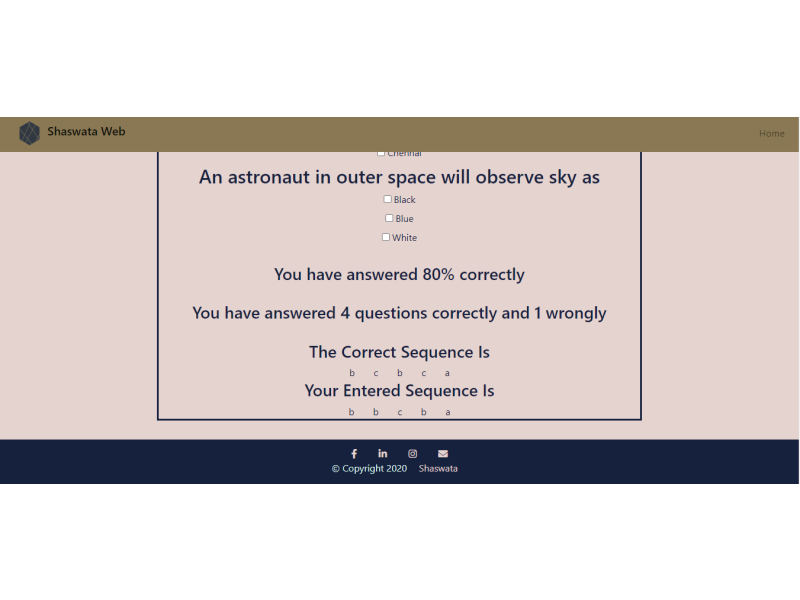 Shaswata Web
Home
Chennai
An astronaut in outer space will observe sky as
Black
Blue
White
You have answered 80% correctly
You have answered 4 questions correctly and 1 wrongly
The Correct Sequence Is
b c b c a
Your Entered Sequence Is
b b c b a
© Copyright 2020 Shaswata